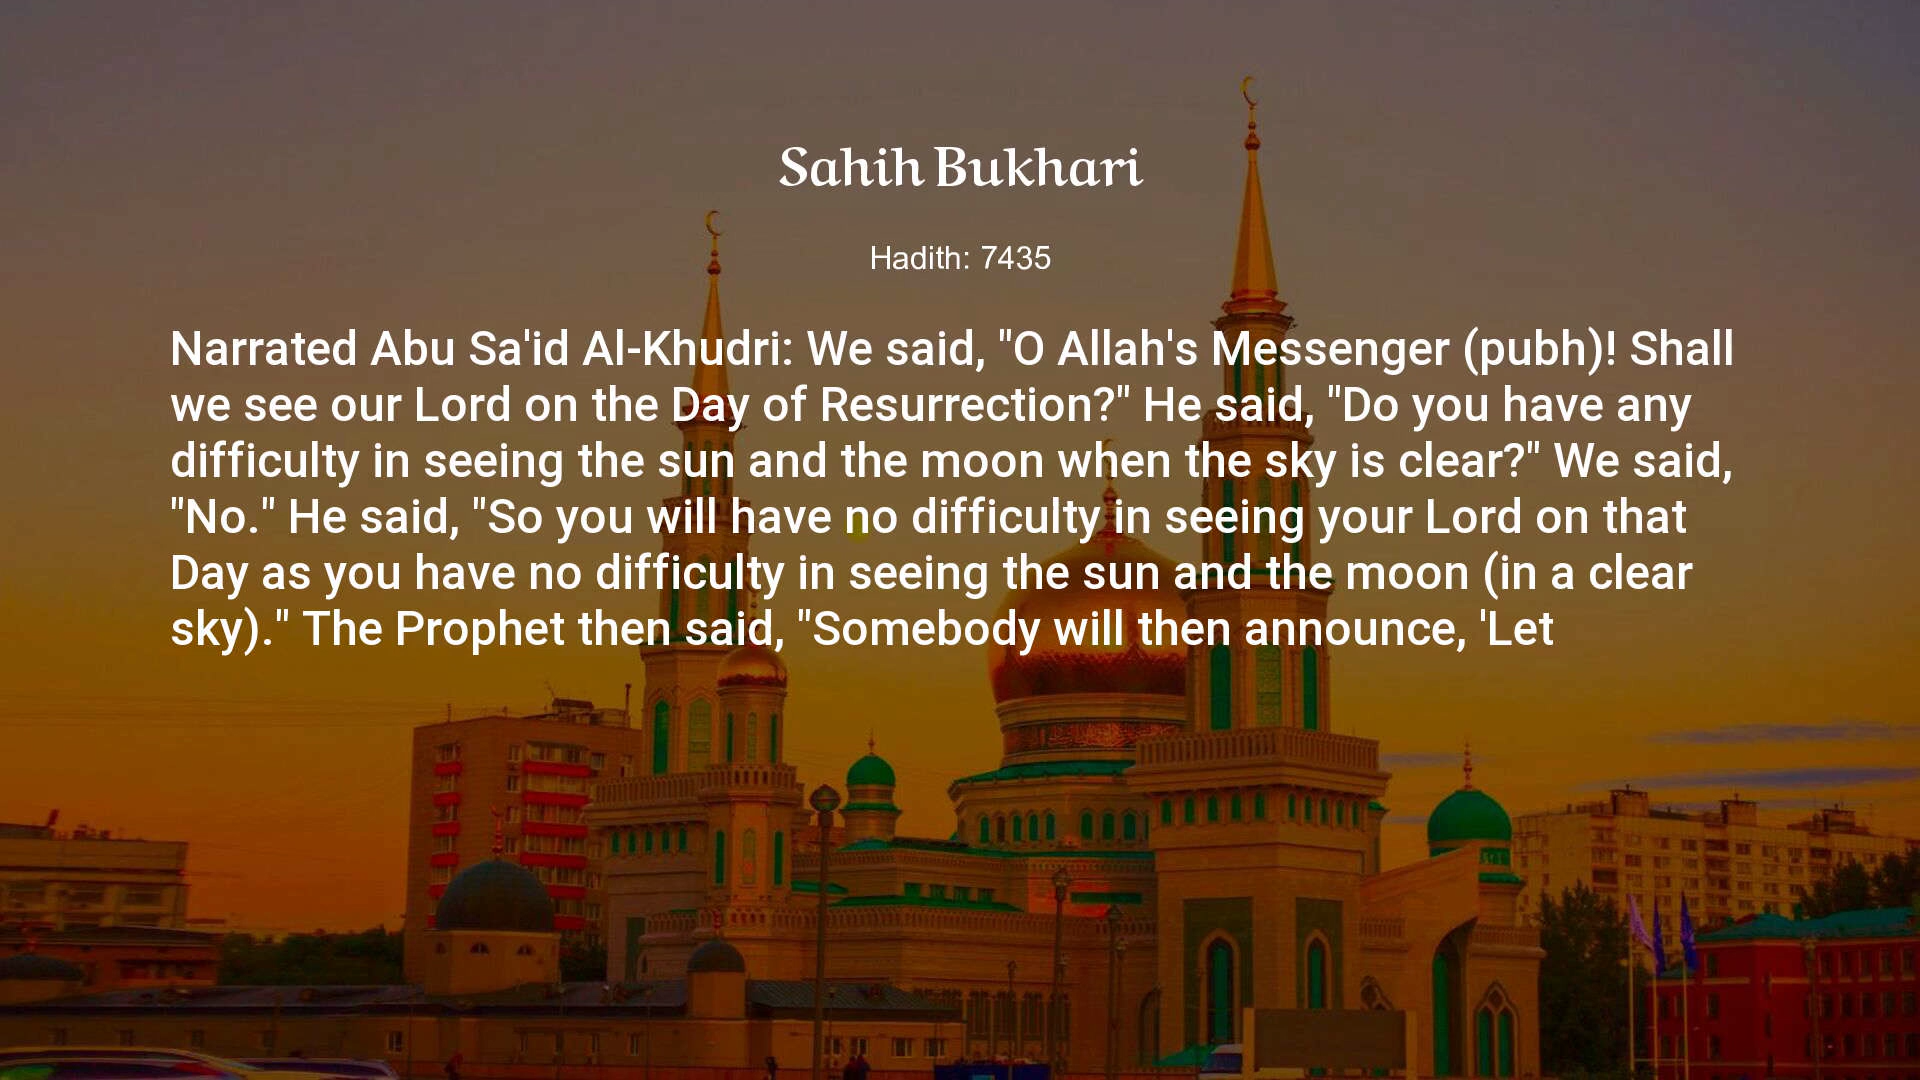 Sahih Bukhari
Hadith: 7435
Narrated Abu Sa'id Al-Khudri: We said, "O Allah's Messenger (pubh)! Shall
we see our Lord on the Day of Resurrection?" He said, "Do you have any
difficulty in seeing the sun and the moon when the sky is clear?" We said,
"No." He said, "So you will have no difficulty in seeing your Lord on that
Day as you have no difficulty in seeing the sun and the moon (in a clear
sky)." The Prophet then said, "Somebody will then announce, 'Let